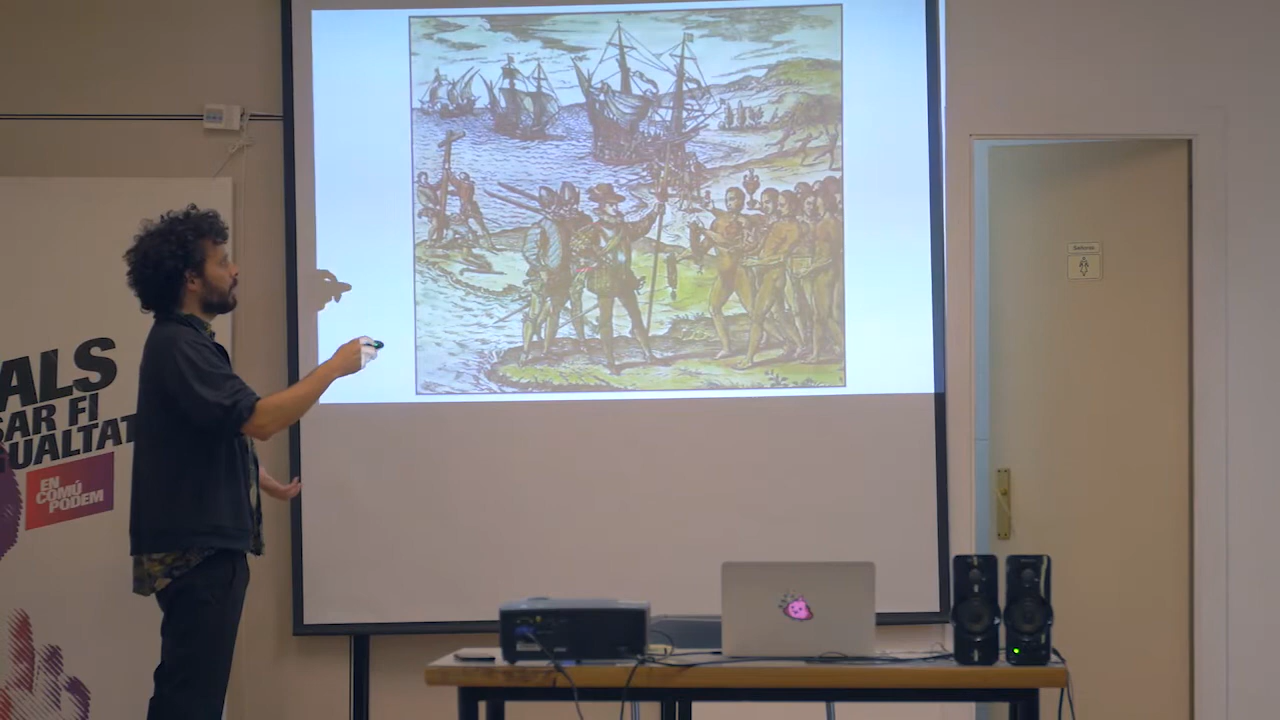 ALS
SAR FI
UALTAT
EN
COMÚ
PODEM